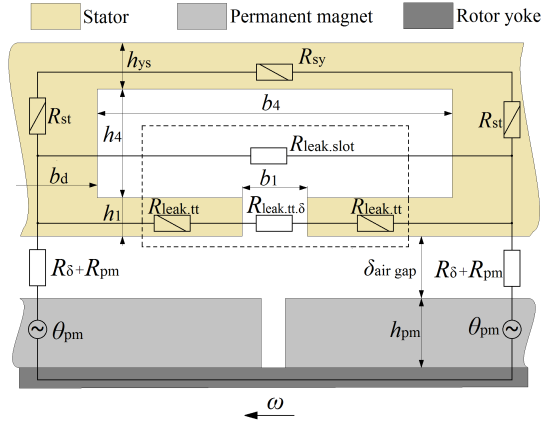 Stator Permanent magnet Rotor yoke
hys Rsy
Rst b4 Rst
h4
Rleak.slot
bd b1
h1 Rleak.tt Rleak.tt.δ Rleak.tt
Rδ+Rpm δair gap Rδ+Rpm
θpm hpm θpm
ω